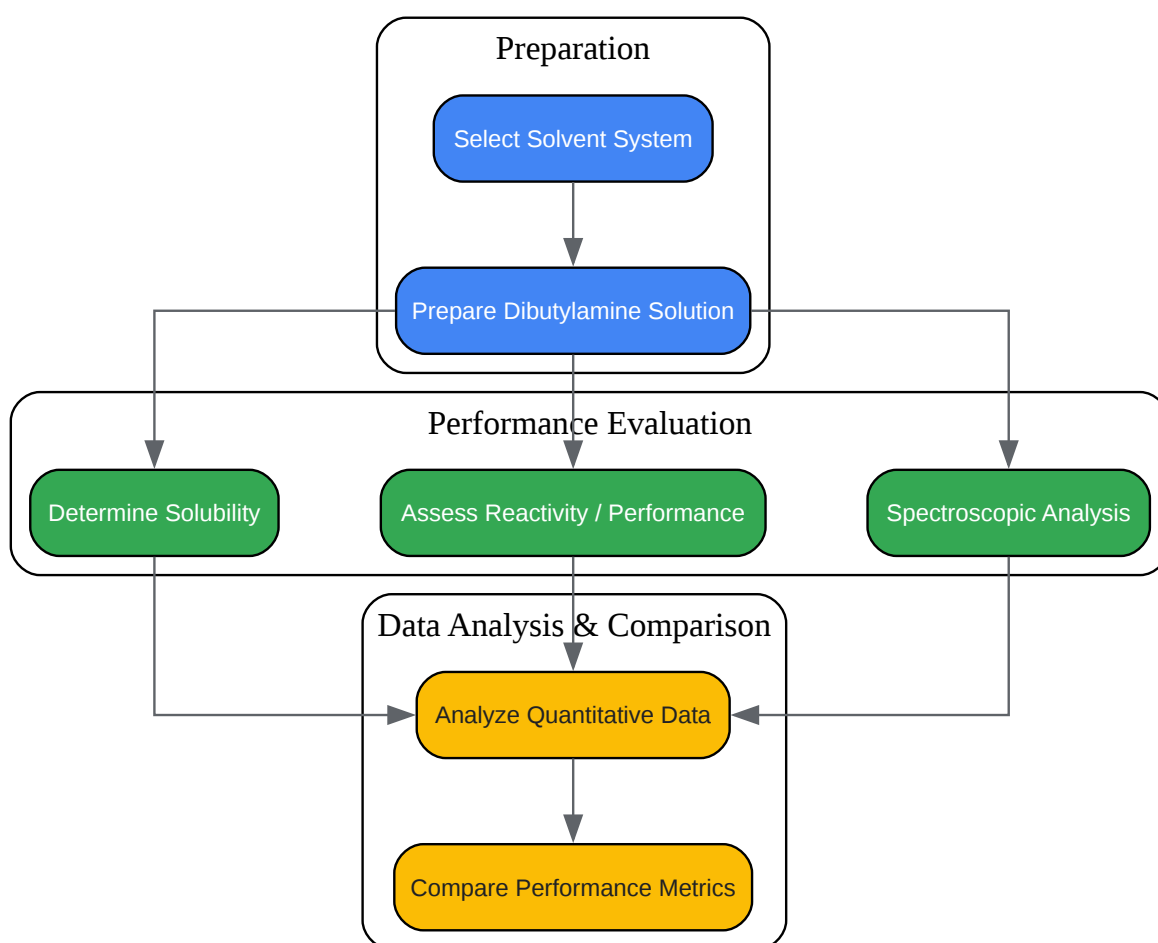 Preparation
Select Solvent System
Prepare Dibutylamine Solution
Performance Evaluation
Determine Solubility
Assess Reactivity / Performance
Spectroscopic Analysis
Data Analysis & Comparison
Analyze Quantitative Data
Compare Performance Metrics